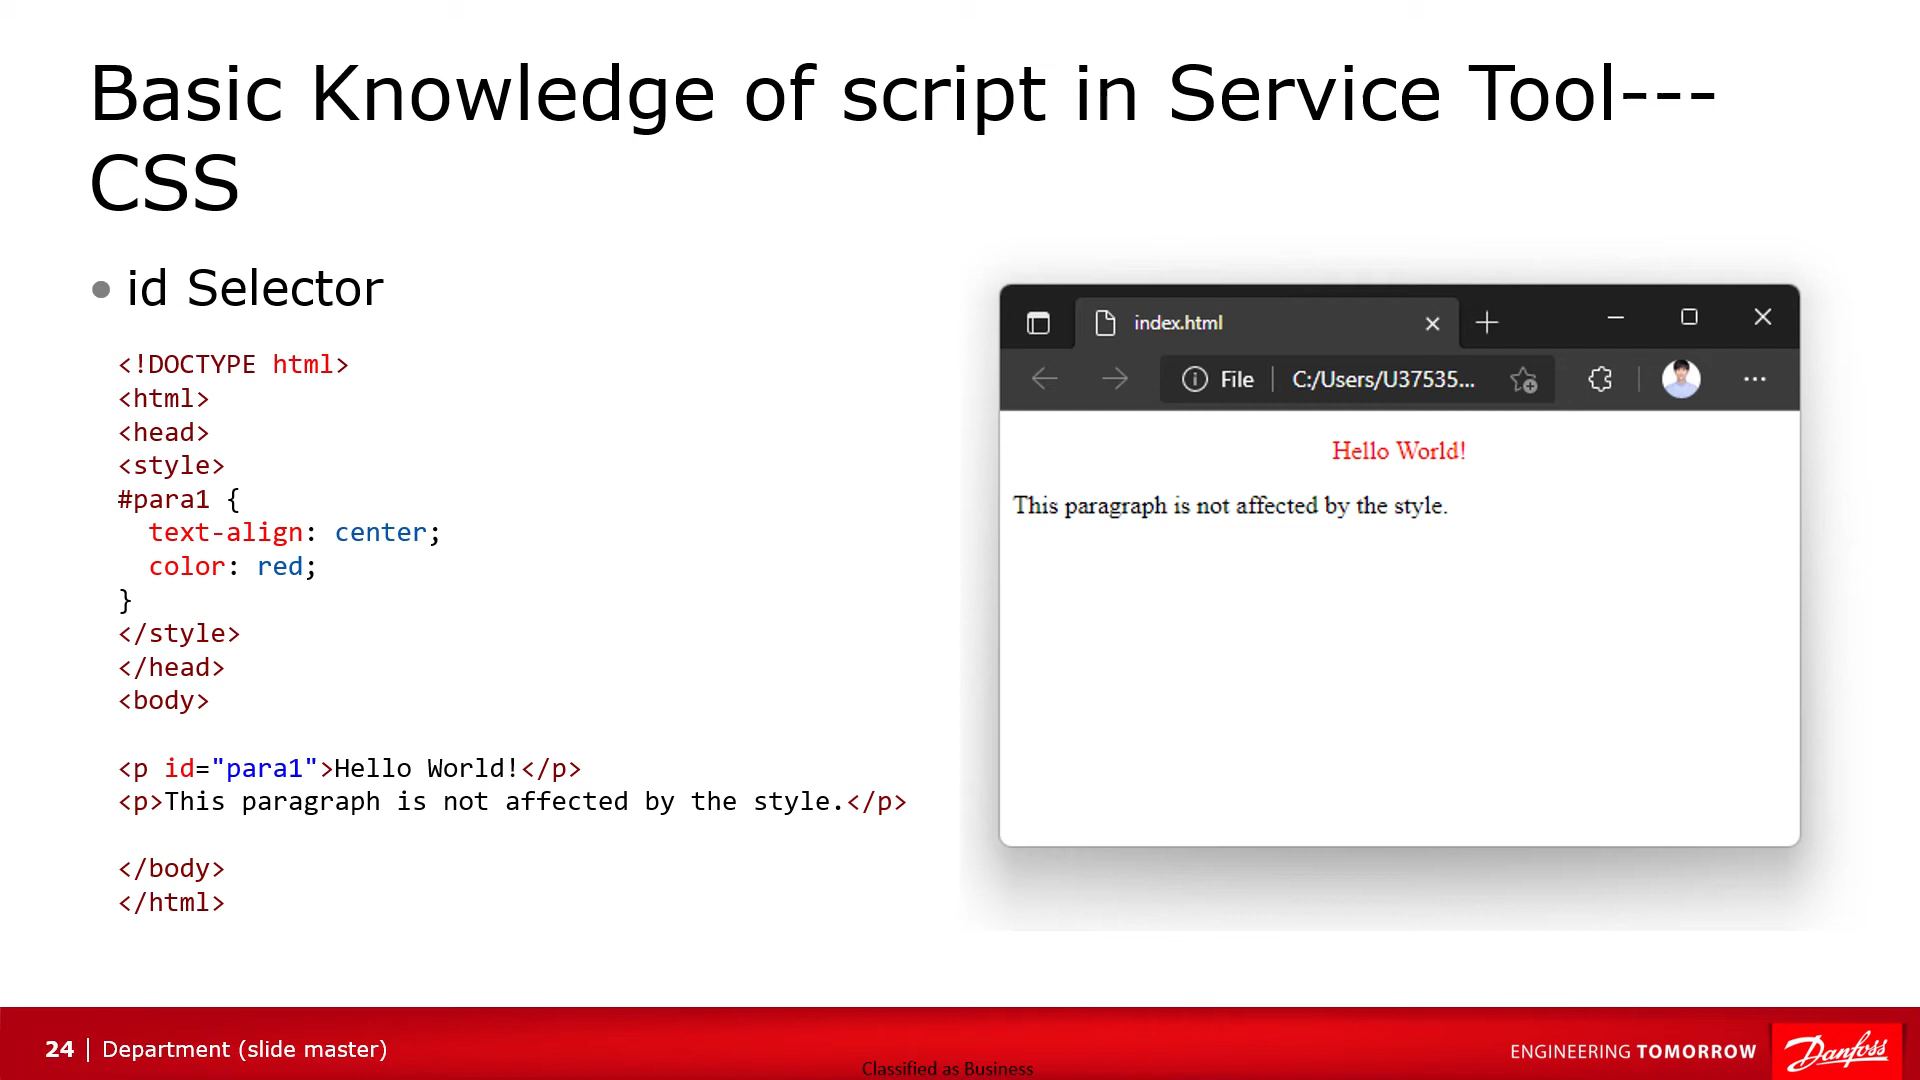 Basic Knowledge of script in Service Tool---
CSS
• id Selector
<!DOCTYPE html>
<html>
<head>
<style>
#para1 {
  text-align: center;
  color: red;
}
</style>
</head>
<body>
<p id="para1">Hello World!</p>
<p>This paragraph is not affected by the style.</p>
</body>
</html>
index.html
File | C:/Users/U37535...
Hello World!
This paragraph is not affected by the style.
24 | Department (slide master)
Classified as Business
ENGINEERING TOMORROW
Danfoss